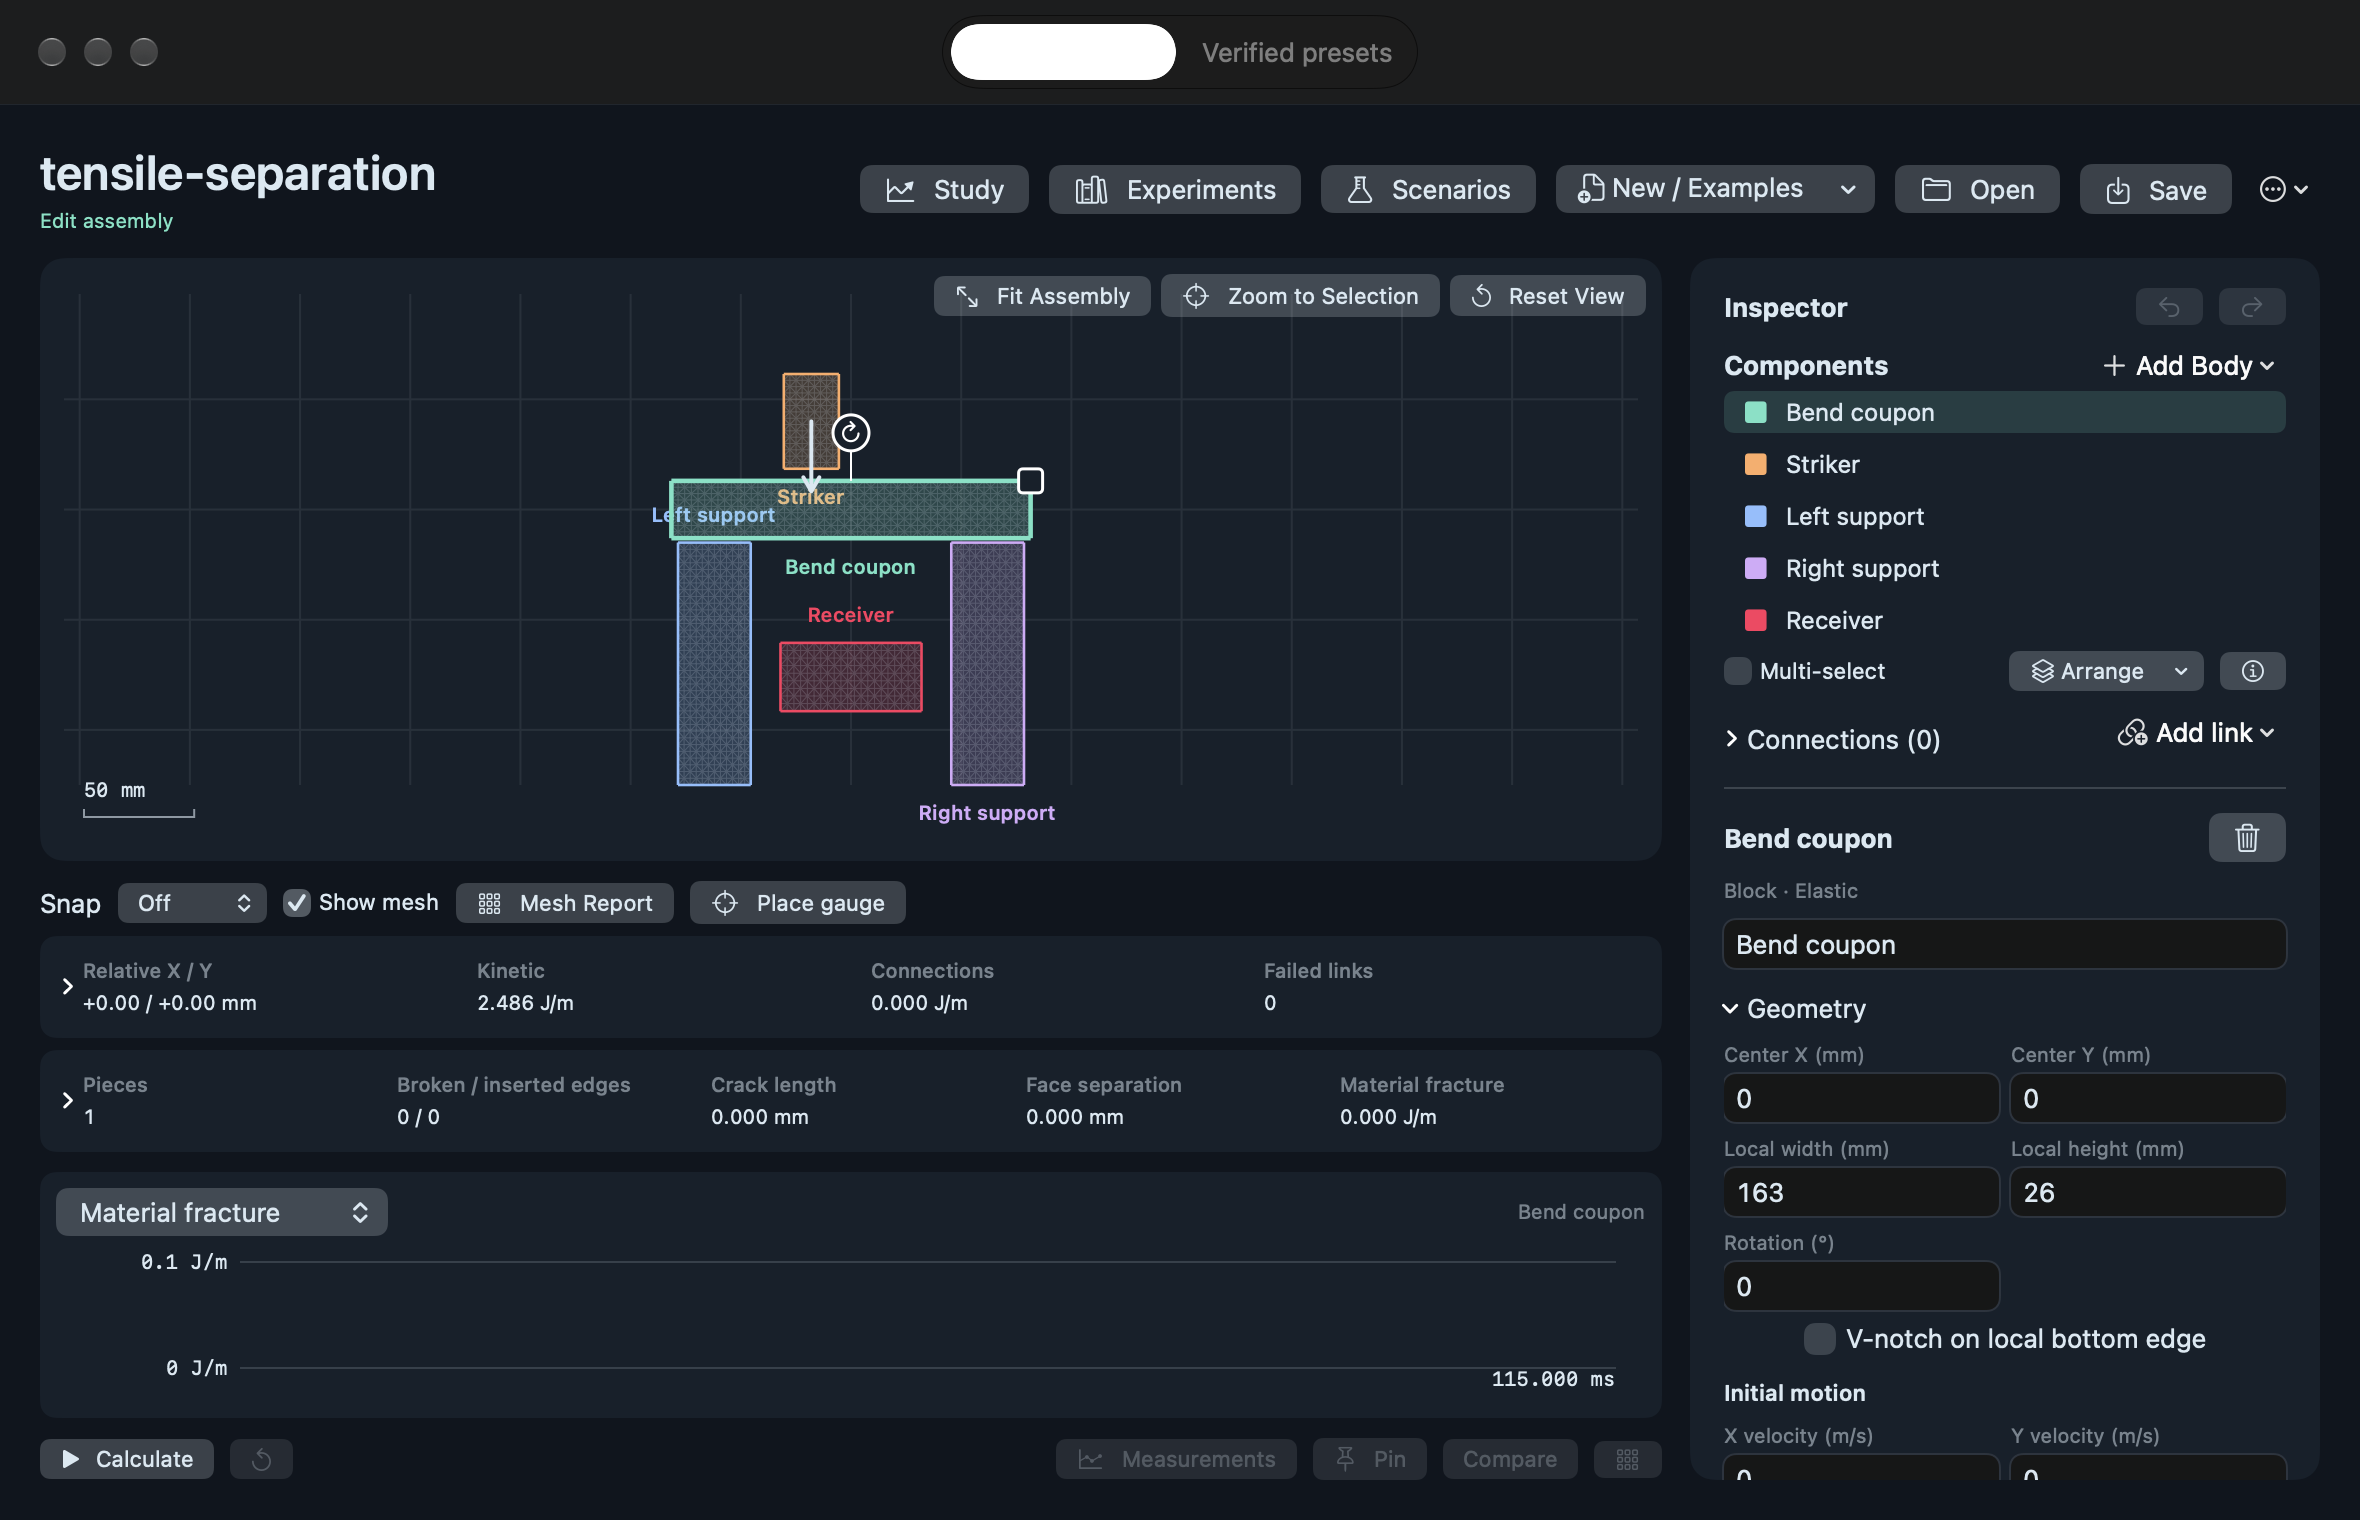 Verified presets
tensile-separation
Edit assembly
Study
Experiments
Scenarios
New / Examples
Open
Save
Fit Assembly
Zoom to Selection
Reset View
Striker
Left support
Bend coupon
Receiver
Right support
50 mm
Snap
Off
Show mesh
Mesh Report
Place gauge
Relative X / Y
+0.00 / +0.00 mm
Kinetic
2.486 J/m
Connections
0.000 J/m
Failed links
0
Pieces
1
Broken / inserted edges
0 / 0
Crack length
0.000 mm
Face separation
0.000 mm
Material fracture
0.000 J/m
Material fracture
Bend coupon
0.1 J/m
0 J/m
115.000 ms
Calculate
Measurements
Pin
Compare
Inspector
Components
Add Body
Bend coupon
Striker
Left support
Right support
Receiver
Multi-select
Arrange
Connections (0)
Add link
Bend coupon
Block · Elastic
Bend coupon
Geometry
Center X (mm)
Center Y (mm)
0
0
Local width (mm)
Local height (mm)
163
26
Rotation (°)
0
V-notch on local bottom edge
Initial motion
X velocity (m/s)
Y velocity (m/s)
0
0